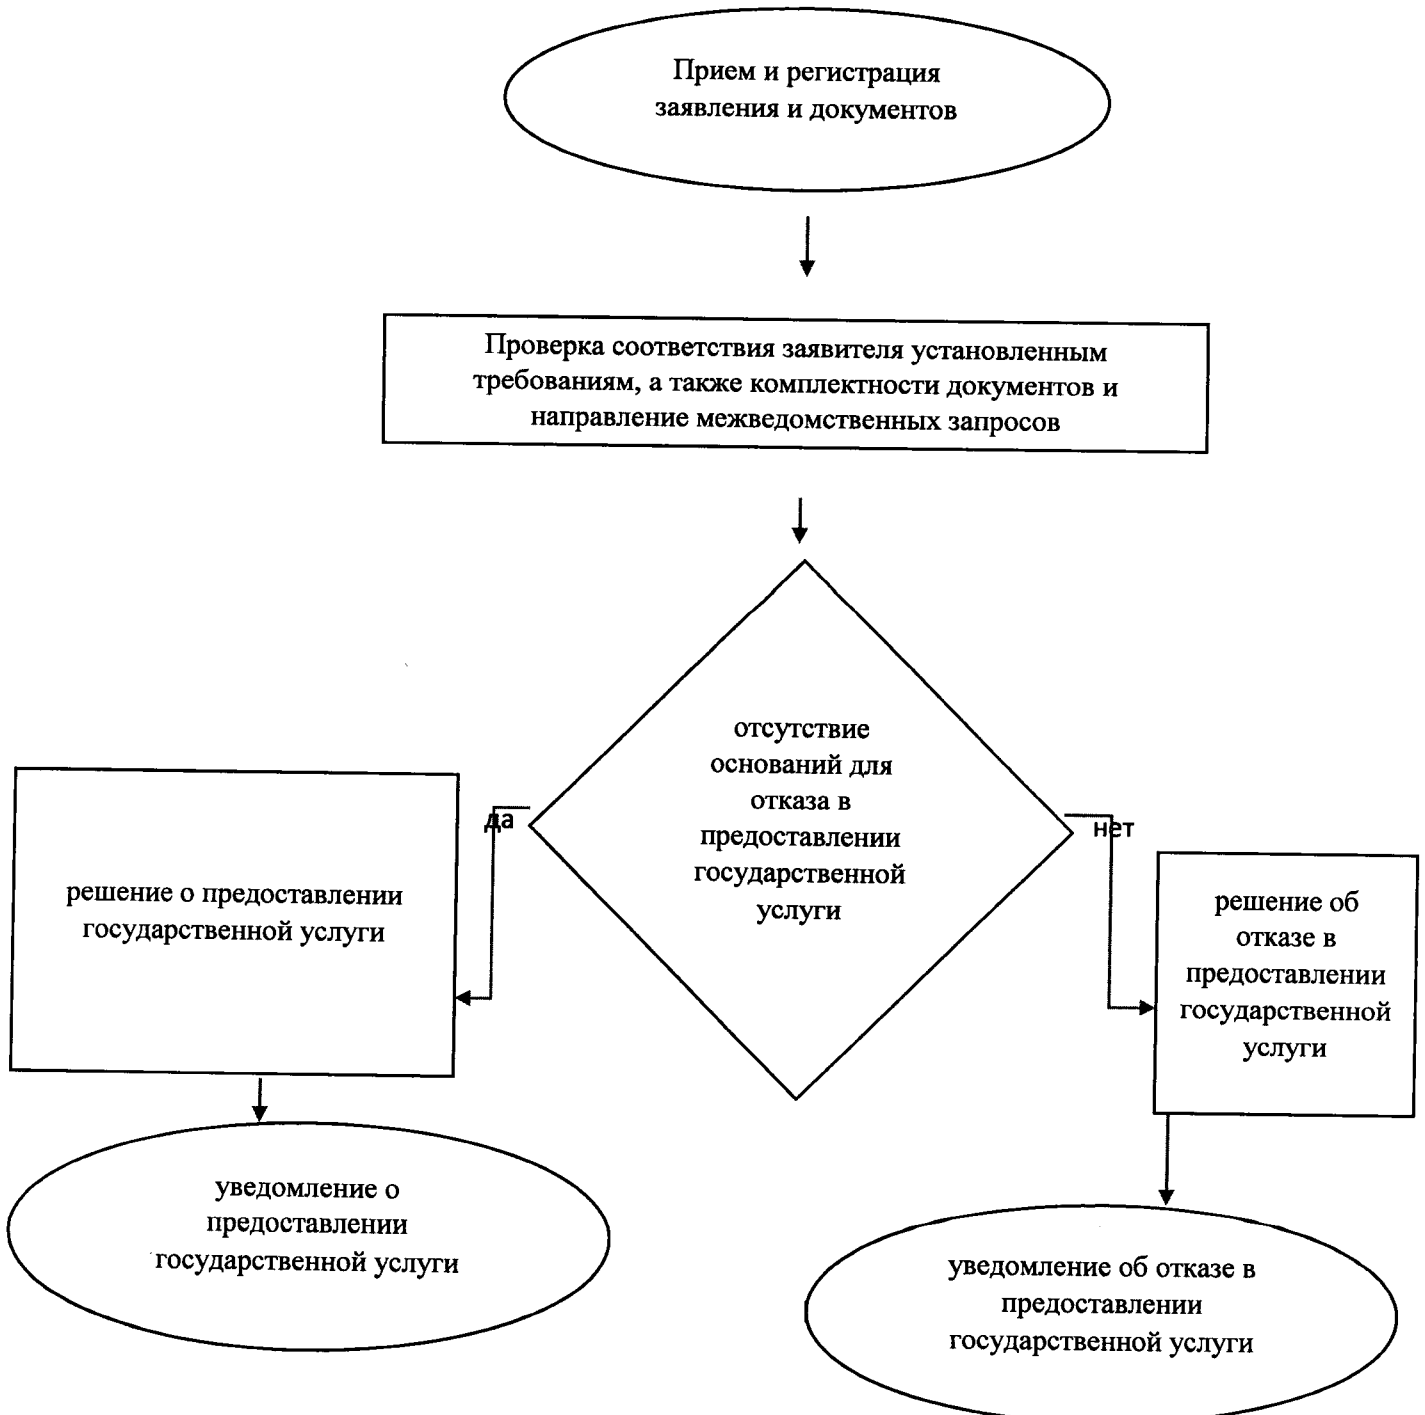 Прием и регистрация
заявления и документов
Проверка соответствия заявителя установленным
требованиям, а также комплектности документов и
направление межведомственных запросов
отсутствие
оснований для
отказа в
предоставлении
государственной
услуги
да
нет
решение о предоставлении
государственной услуги
решение об
отказе в
предоставлении
государственной
услуги
уведомление о
предоставлении
государственной услуги
уведомление об отказе в
предоставлении
государственной услуги